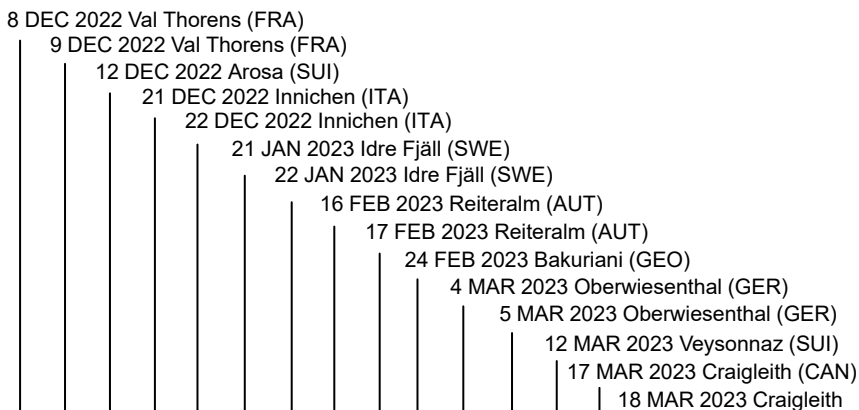 8 DEC 2022 Val Thorens (FRA)
9 DEC 2022 Val Thorens (FRA)
12 DEC 2022 Arosa (SUI)
21 DEC 2022 Innichen (ITA)
22 DEC 2022 Innichen (ITA)
21 JAN 2023 Idre Fjäll (SWE)
22 JAN 2023 Idre Fjäll (SWE)
16 FEB 2023 Reiteralm (AUT)
17 FEB 2023 Reiteralm (AUT)
24 FEB 2023 Bakuriani (GEO)
4 MAR 2023 Oberwiesenthal (GER)
5 MAR 2023 Oberwiesenthal (GER)
12 MAR 2023 Veysonnaz (SUI)
17 MAR 2023 Craigleith (CAN)
18 MAR 2023 Craigleith